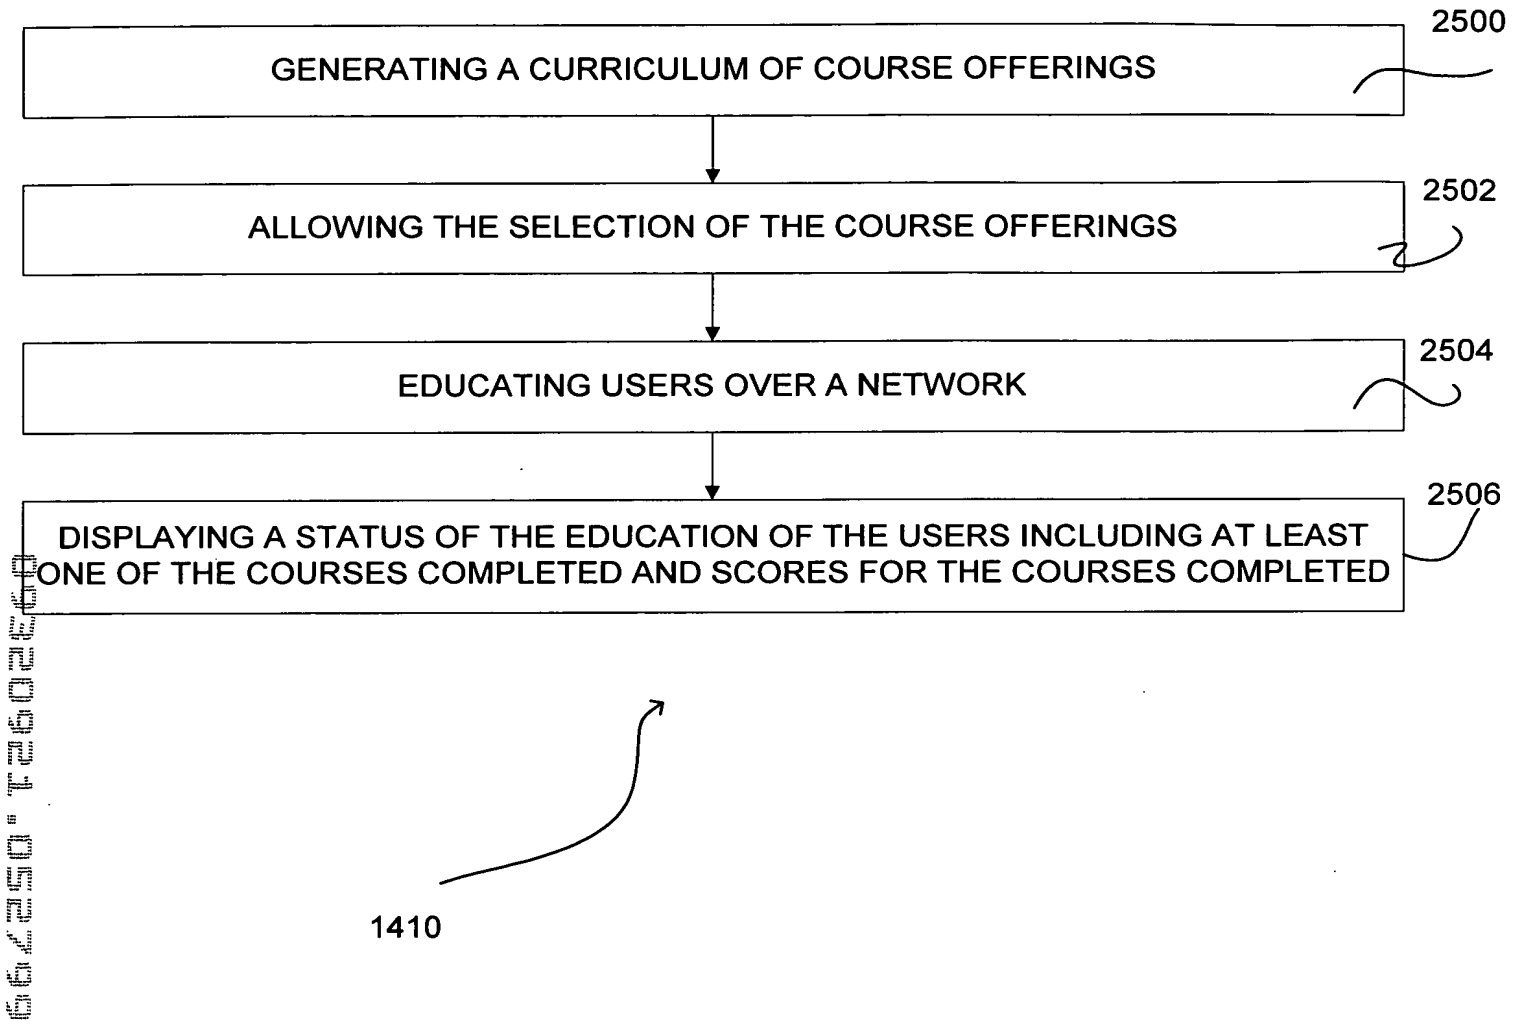 2500
GENERATING A CURRICULUM OF COURSE OFFERINGS
2502
ALLOWING THE SELECTION OF THE COURSE OFFERINGS
2504
EDUCATING USERS OVER A NETWORK
2506
DISPLAYING A STATUS OF THE EDUCATION OF THE USERS INCLUDING AT LEAST
ONE OF THE COURSES COMPLETED AND SCORES FOR THE COURSES COMPLETED
1410
09320921.052799